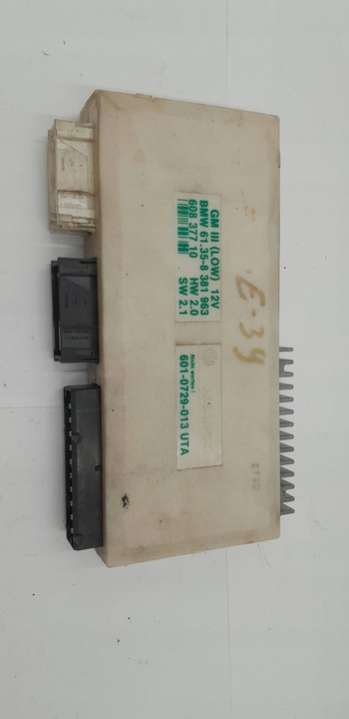 GM III (LOW) 12V
BMW 61.35-8 381 963
608 377 10 HW 2.0
SW 2.1
E-39
601-0729-013 UTA